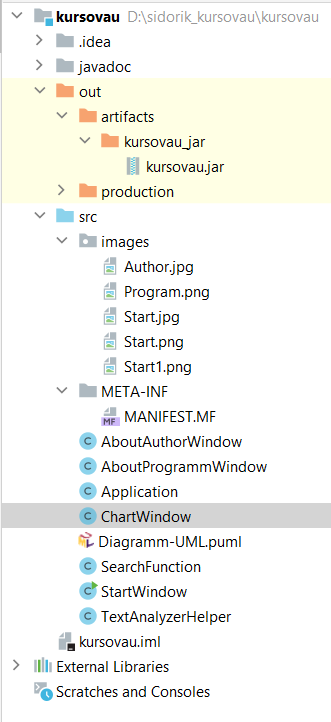 kursovau D:\sidorik_kursovau\kursovau
.idea
javadoc
out
artifacts
kursovau_jar
kursovau.jar
production
src
images
Author.jpg
Program.png
Start.jpg
Start.png
Start1.png
META-INF
MF MANIFEST.MF
C AboutAuthorWindow
C AboutProgrammWindow
C Application
C ChartWindow
Diagramm-UML.puml
C SearchFunction
C StartWindow
C TextAnalyzerHelper
kursovau.iml
External Libraries
Scratches and Consoles